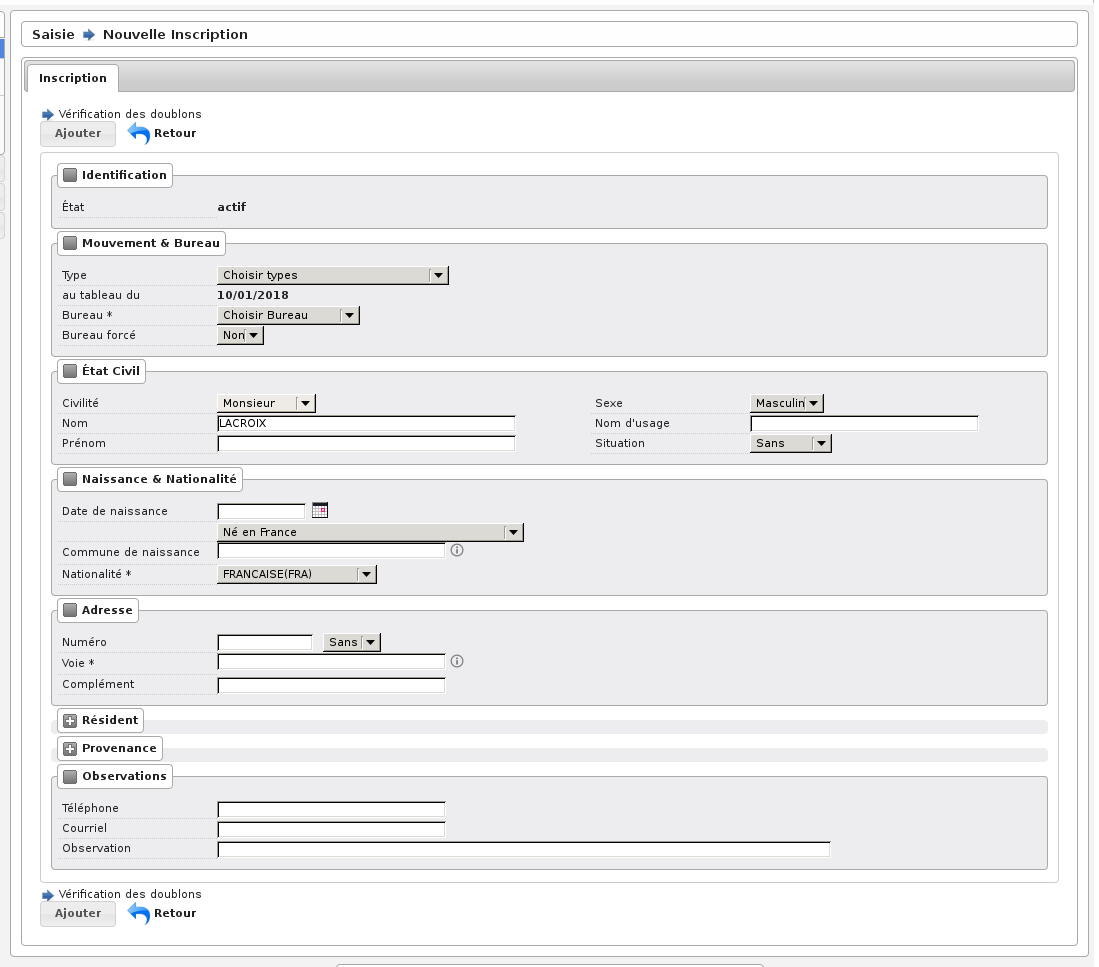 Saisie Nouvelle Inscription
Inscription
Vérification des doublons
Ajouter Retour
Identification
État actif
Mouvement & Bureau
Type Choisir types
au tableau du 10/01/2018
Bureau * Choisir Bureau
Bureau forcé Non
État Civil
Civilité Monsieur Sexe Masculin
Nom LACROIX Nom d'usage
Prénom Situation Sans
Naissance & Nationalité
Date de naissance
Né en France
Commune de naissance
Nationalité * FRANCAISE(FRA)
Adresse
Numéro Sans
Voie *
Complément
Résident
Provenance
Observations
Téléphone
Courriel
Observation
Vérification des doublons
Ajouter Retour